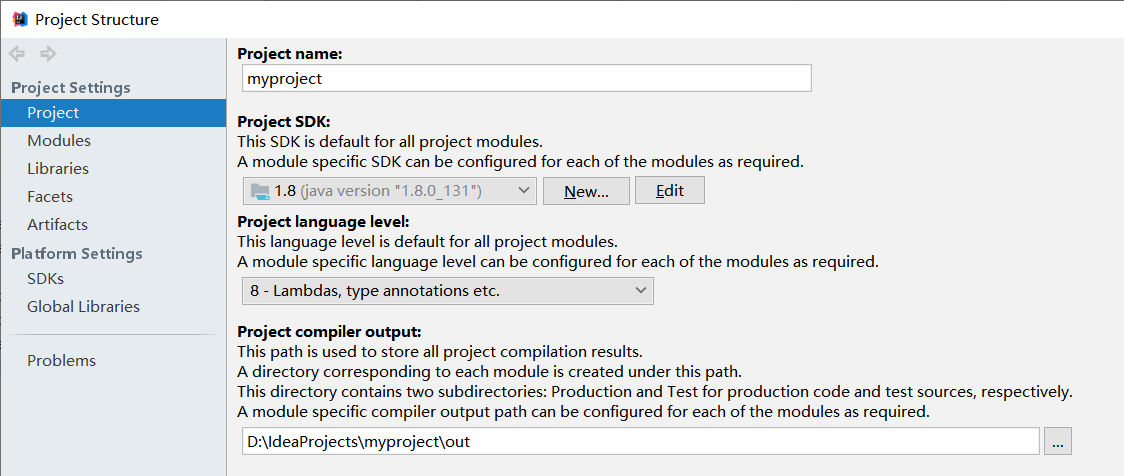 Project Structure
Project Settings
Project
Modules
Libraries
Facets
Artifacts
Platform Settings
SDKs
Global Libraries
Problems
Project name:
myproject
Project SDK:
This SDK is default for all project modules.
A module specific SDK can be configured for each of the modules as required.
1.8 (java version "1.8.0_131")
New...
Edit
Project language level:
This language level is default for all project modules.
A module specific language level can be configured for each of the modules as required.
8 - Lambdas, type annotations etc.
Project compiler output:
This path is used to store all project compilation results.
A directory corresponding to each module is created under this path.
This directory contains two subdirectories: Production and Test for production code and test sources, respectively.
A module specific compiler output path can be configured for each of the modules as required.
D:\IdeaProjects\myproject\out
...